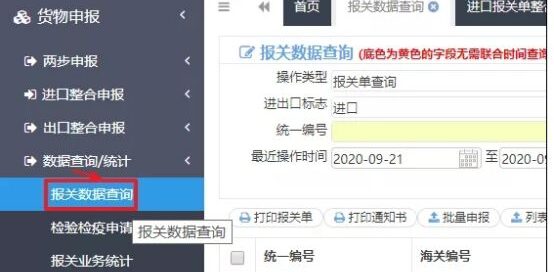 货物申报
两步申报
进口整合申报
出口整合申报
数据查询/统计
报关数据查询
检验检疫申请
报关数据查询
报关业务统计
首页
报关数据查询
进口报关单整合
报关数据查询 (底色为黄色的字段无需联合时间查询
操作类型 报关单查询
进出口标志 进口
统一编号
最近操作时间 2020-09-21 至 2020-09
打印报关单
打印通知书
批量申报
列表
统一编号
海关编号